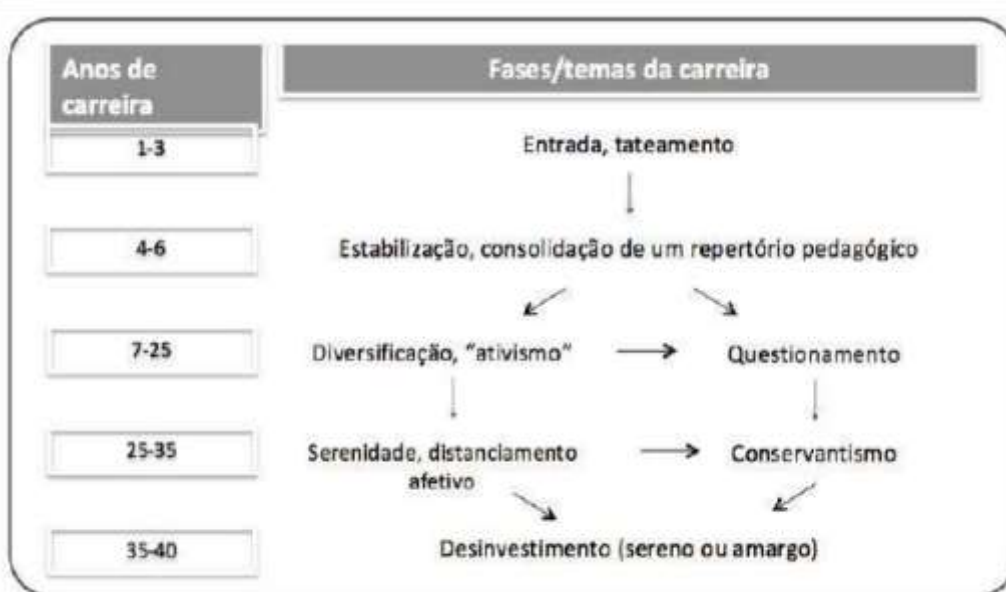 Anos de
carreira
Fases/temas da carreira
1-3
Entrada, tateamento
4-6
Estabilização, consolidação de um repertório pedagógico
7-25
Diversificação, “ativismo”
Questionamento
25-35
Serenidade, distanciamento
afetivo
Conservantismo
35-40
Desinvestimento (sereno ou amargo)